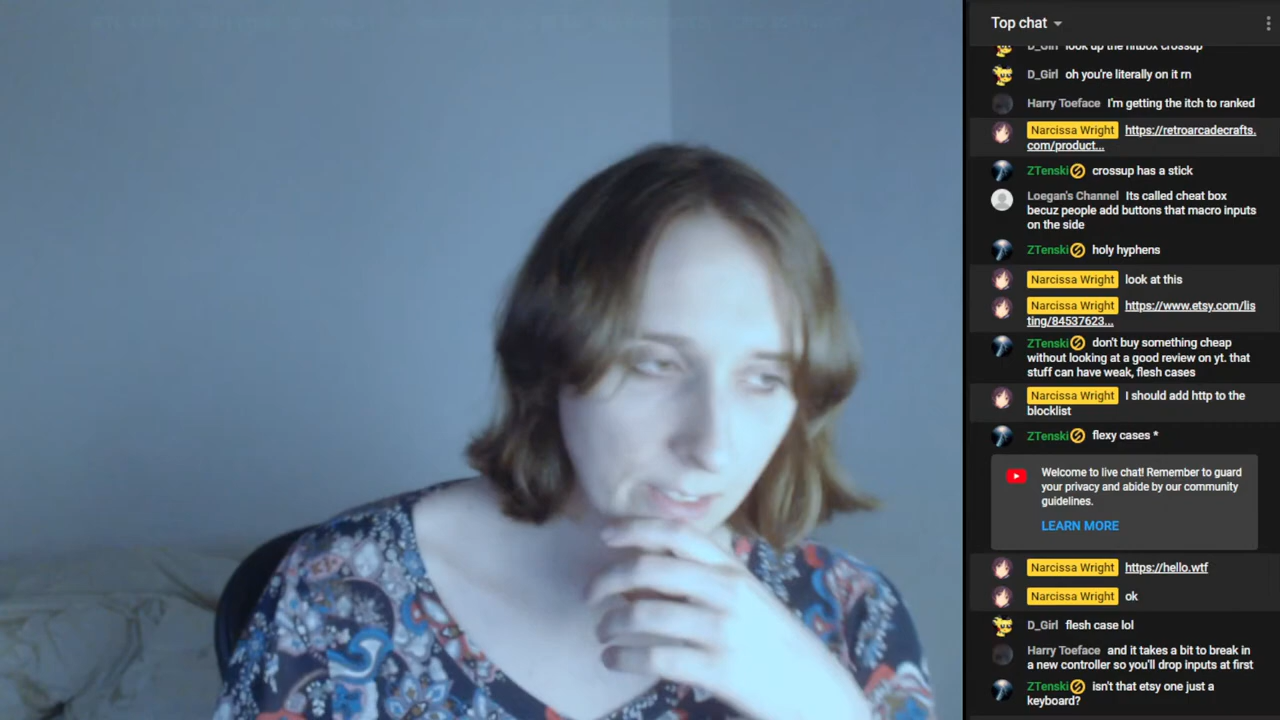 Top chat
D_Girl look up the hitbox crossup
D_Girl oh you're literally on it rn
Harry Toeface I'm getting the itch to ranked
Narcissa Wright https://retroarcadecrafts.
com/product...
ZTenski crossup has a stick
Loegan's Channel Its called cheat box
becuz people add buttons that macro inputs
on the side
ZTenski holy hyphens
Narcissa Wright look at this
Narcissa Wright https://www.etsy.com/lis
ting/84537623...
ZTenski don't buy something cheap
without looking at a good review on yt. that
stuff can have weak, flesh cases
Narcissa Wright I should add http to the
blocklist
ZTenski flexy cases *
Welcome to live chat! Remember to guard
your privacy and abide by our community
guidelines.
LEARN MORE
Narcissa Wright https://hello.wtf
Narcissa Wright ok
D_Girl flesh case lol
Harry Toeface and it takes a bit to break in
a new controller so you'll drop inputs at first
ZTenski isn't that etsy one just a
keyboard?